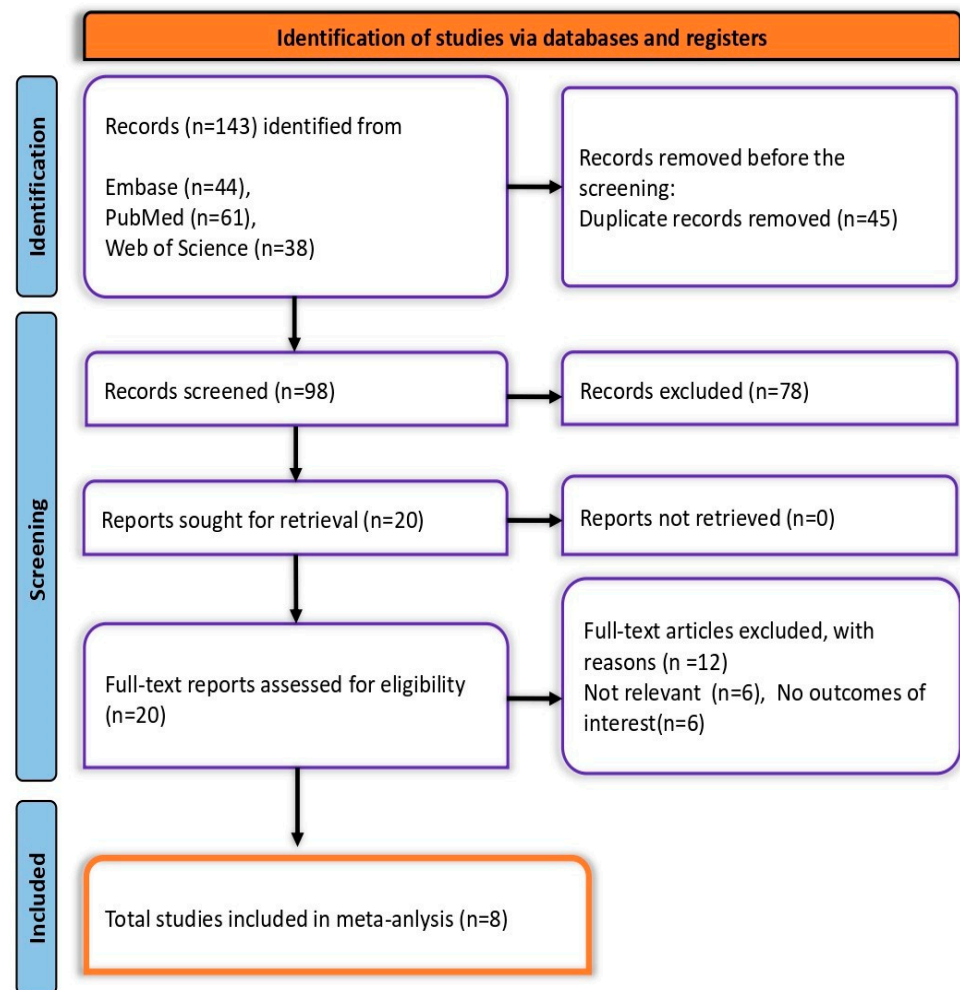 Identification of studies via databases and registers
Identification
Records (n=143) identified from
Embase (n=44),
PubMed (n=61),
Web of Science (n=38)
Records removed before the
screening:
Duplicate records removed (n=45)
Screening
Records screened (n=98)
Records excluded (n=78)
Reports sought for retrieval (n=20)
Reports not retrieved (n=0)
Full-text reports assessed for eligibility
(n=20)
Full-text articles excluded, with
reasons (n =12)
Not relevant (n=6), No outcomes of
interest(n=6)
Included
Total studies included in meta-anlysis (n=8)